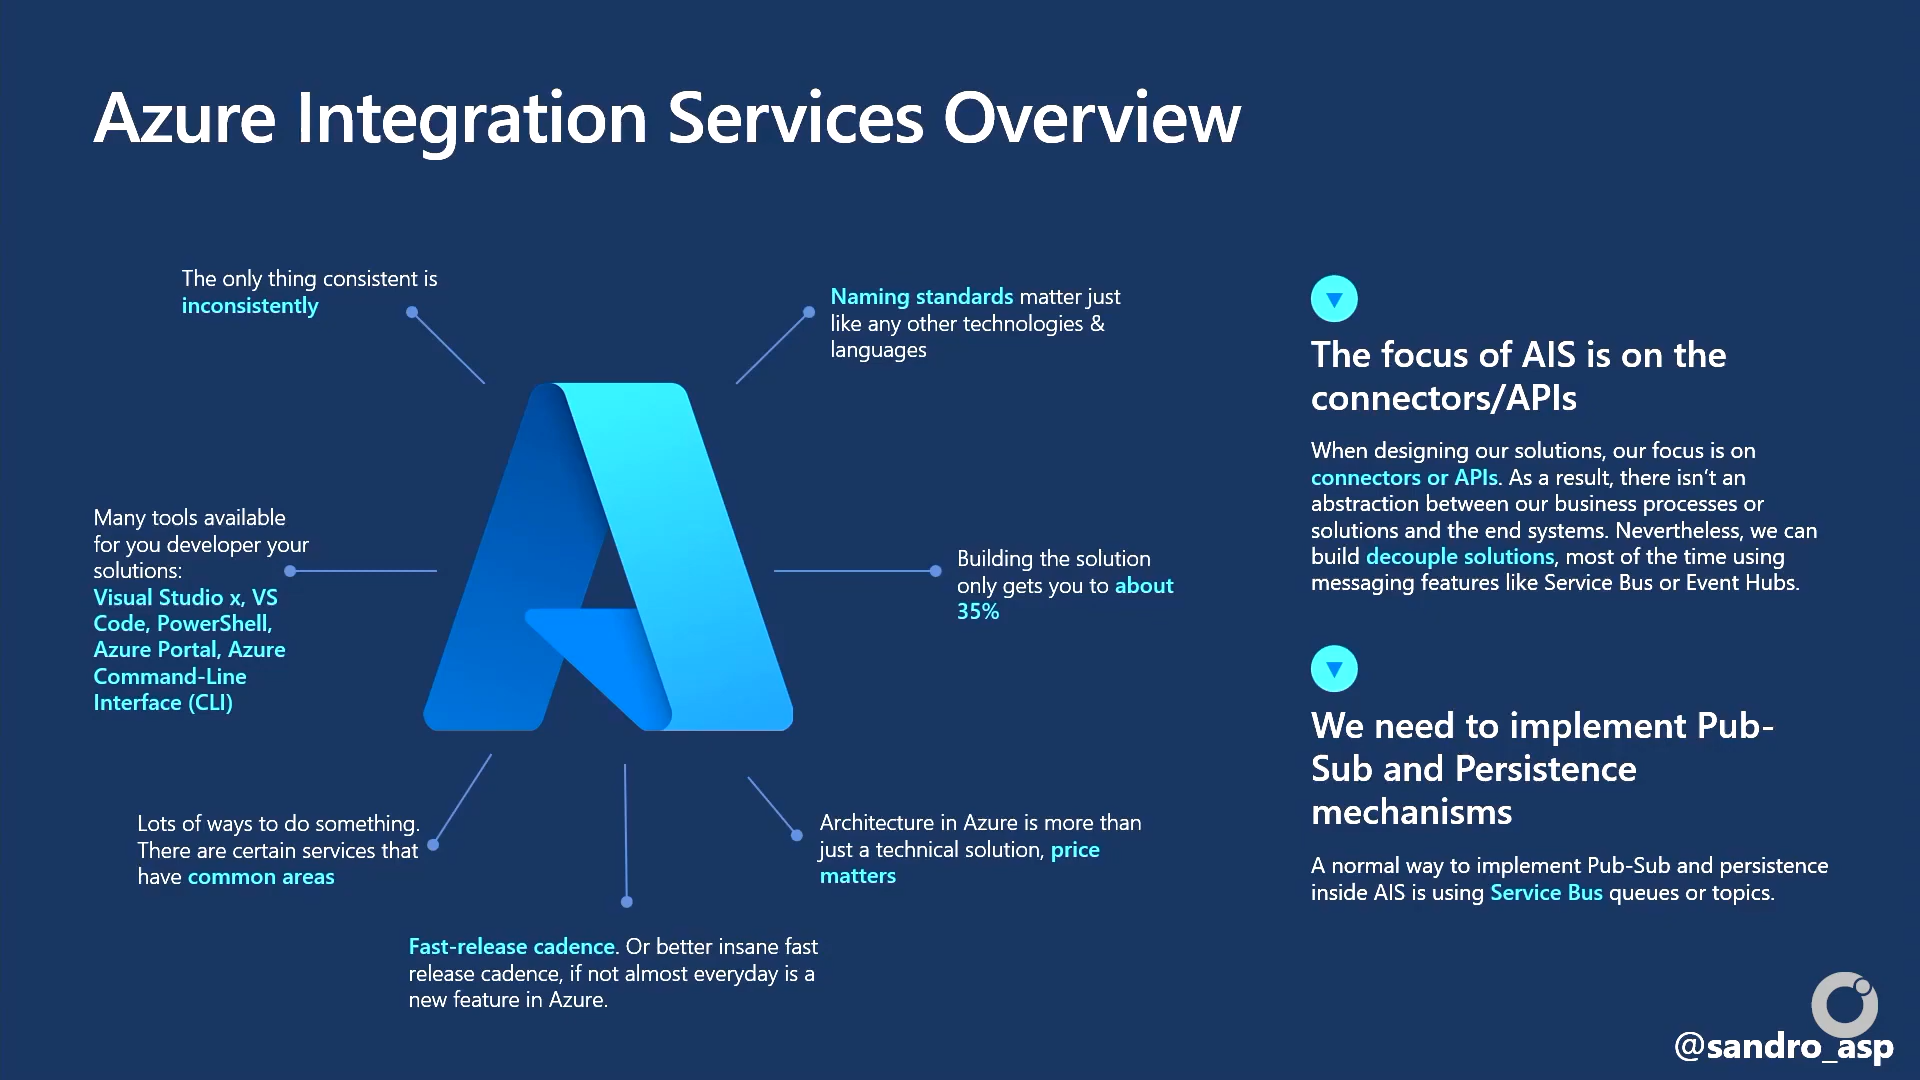 Azure Integration Services Overview
The only thing consistent is
inconsistently
Naming standards matter just
like any other technologies &
languages
Many tools available
for you developer your
solutions:
Visual Studio x, VS
Code, PowerShell,
Azure Portal, Azure
Command-Line
Interface (CLI)
Building the solution
only gets you to about
35%
Lots of ways to do something.
There are certain services that
have common areas
Architecture in Azure is more than
just a technical solution, price
matters
Fast-release cadence. Or better insane fast
release cadence, if not almost everyday is a
new feature in Azure.
The focus of AIS is on the
connectors/APIs
When designing our solutions, our focus is on
connectors or APIs. As a result, there isn't an
abstraction between our business processes or
solutions and the end systems. Nevertheless, we can
build decouple solutions, most of the time using
messaging features like Service Bus or Event Hubs.
We need to implement Pub-
Sub and Persistence
mechanisms
A normal way to implement Pub-Sub and persistence
inside AIS is using Service Bus queues or topics.
@sandro_asp